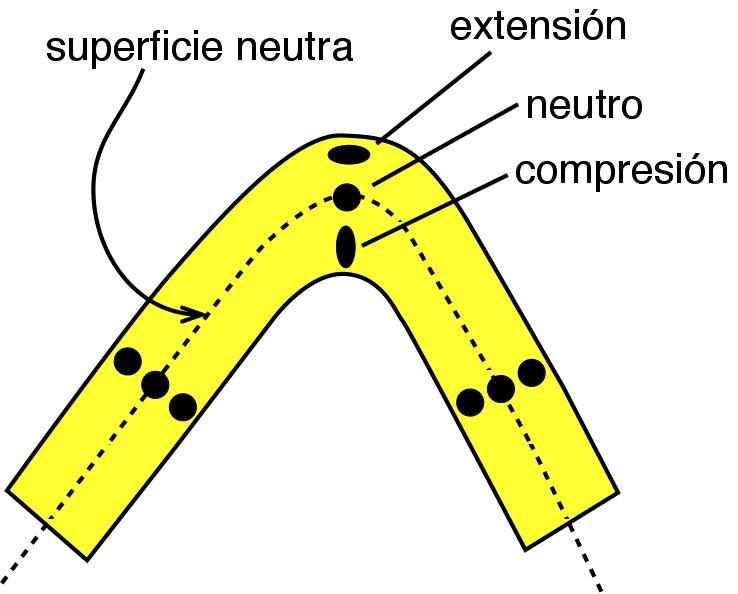 extensión
superficie neutra
neutro
compresión